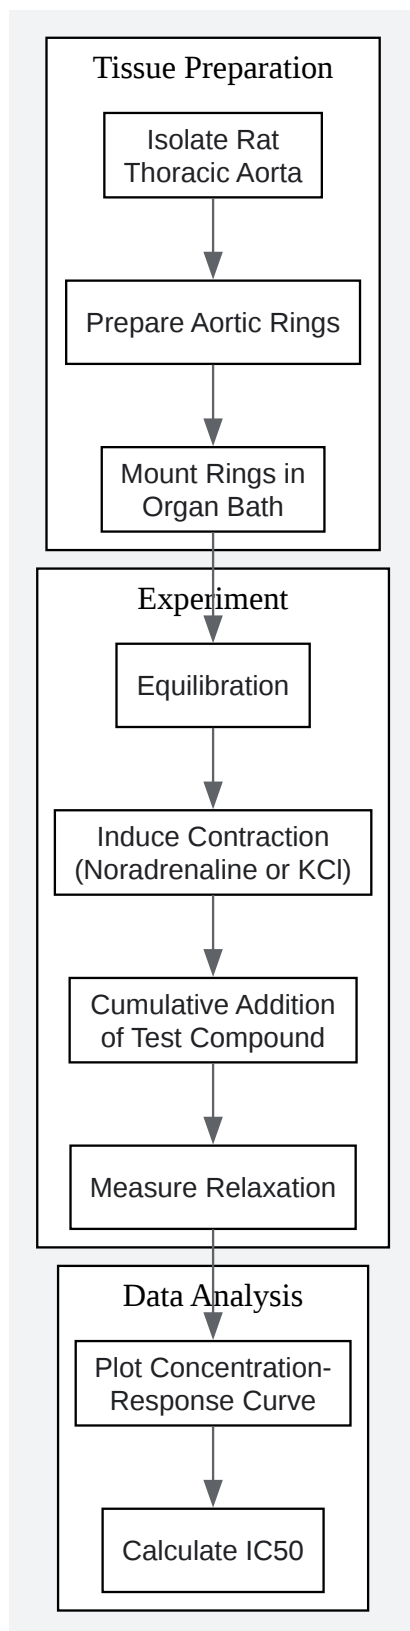 Tissue Preparation
Isolate Rat
Thoracic Aorta
Prepare Aortic Rings
Mount Rings in
Organ Bath
Experiment
Equilibration
Induce Contraction
(Noradrenaline or KCl)
Cumulative Addition
of Test Compound
Measure Relaxation
Data Analysis
Plot Concentration-
Response Curve
Calculate IC50